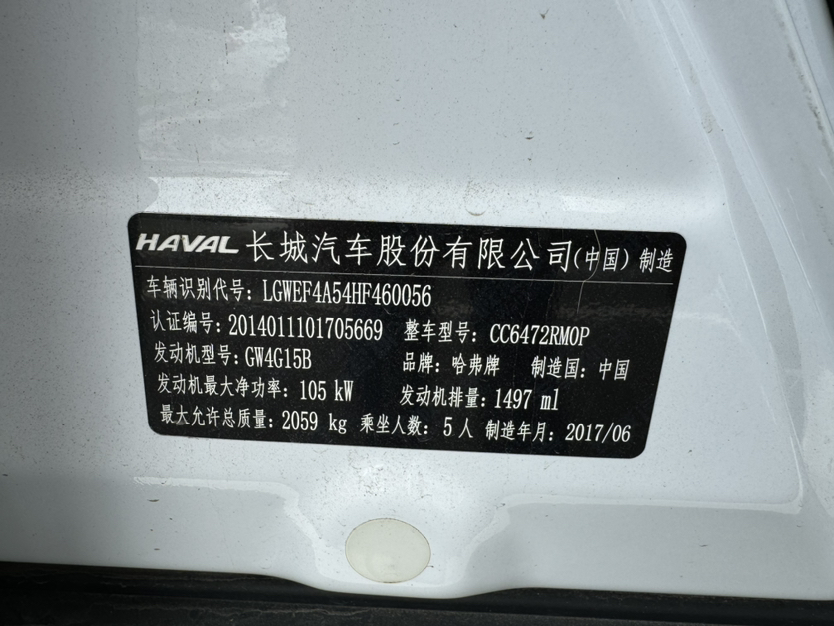 HAVAL 长城汽车股份有限公司(中国)制造
车辆识别代号: LGWEF4A54HF460056
认证编号: 2014011101705669 整车型号: CC6472RM0P
发动机型号: GW4G15B 品牌: 哈弗牌 制造国: 中国
发动机最大净功率: 105 kW 发动机排量: 1497 ml
最大允许总质量: 2059 kg 乘坐人数: 5人 制造年月: 2017/06